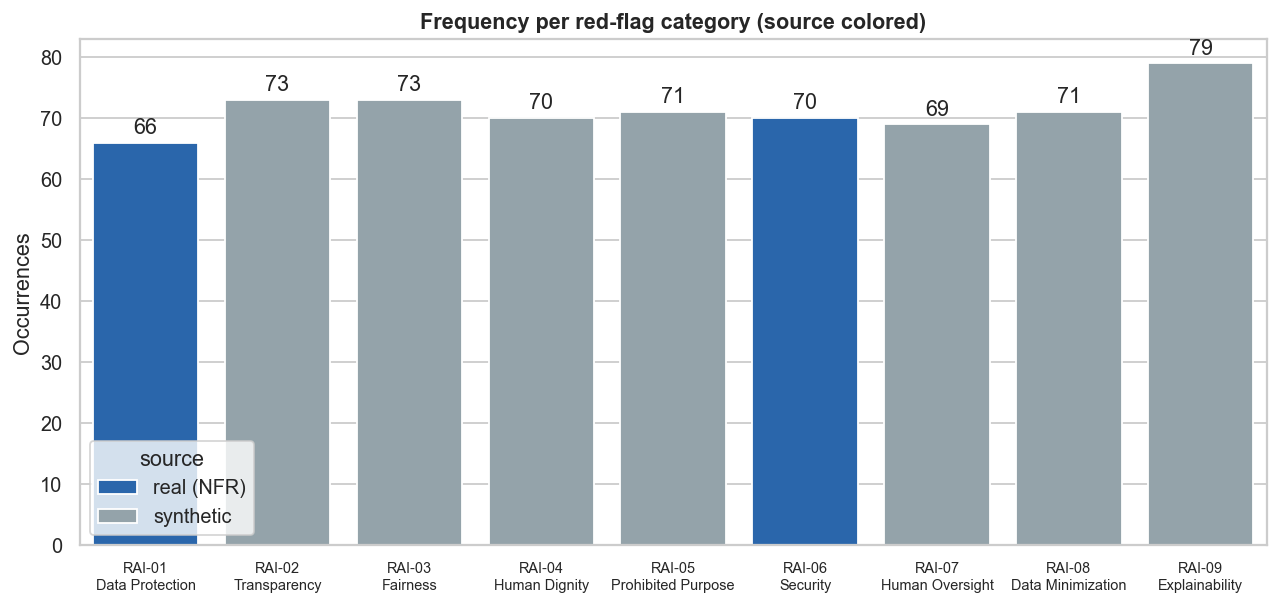 Frequency per red-flag category (source colored)
Occurrences
80
70
60
50
40
30
20
10
0
66
73
73
70
71
70
69
71
79
source
real (NFR)
synthetic
RAI-01
Data Protection
RAI-02
Transparency
RAI-03
Fairness
RAI-04
Human Dignity
RAI-05
Prohibited Purpose
RAI-06
Security
RAI-07
Human Oversight
RAI-08
Data Minimization
RAI-09
Explainability